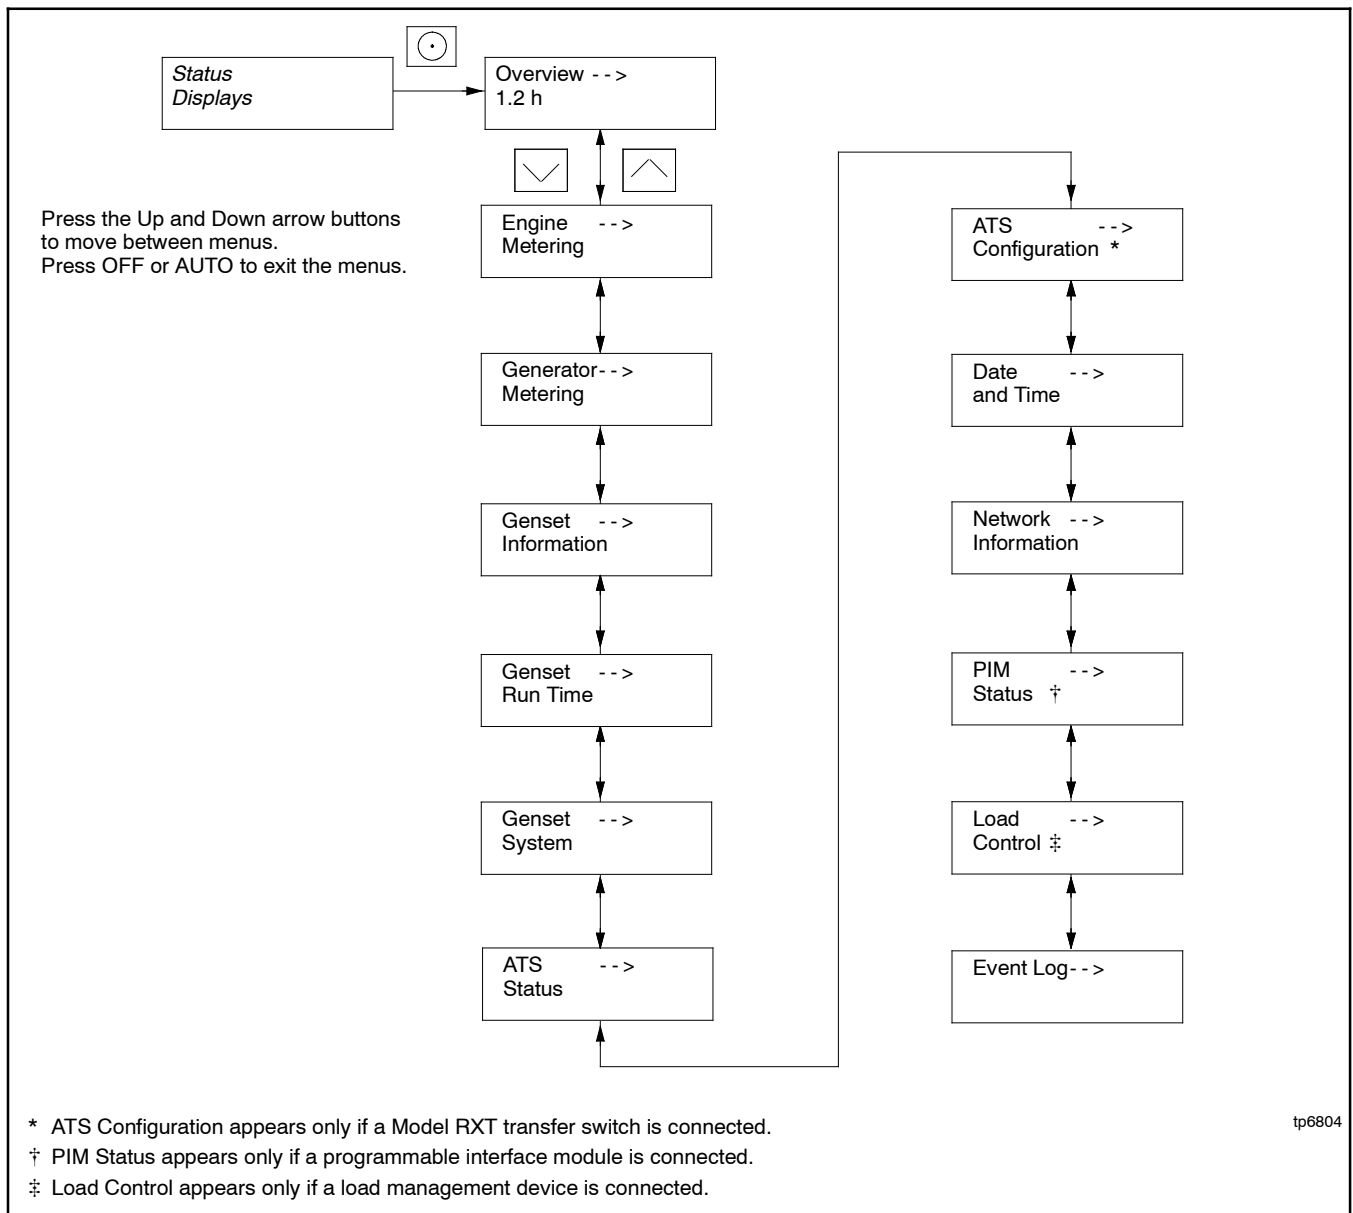 Status
Displays
Overview - ->
1.2 h
Press the Up and Down arrow buttons
to move between menus.
Press OFF or AUTO to exit the menus.
Engine - ->
Metering
Generator- ->
Metering
Genset - ->
Information
Genset - ->
Run Time
Genset - ->
System
ATS - ->
Status
ATS - ->
Configuration *
Date - ->
and Time
Network - ->
Information
PIM - ->
Status †
Load - ->
Control ‡
Event Log- ->
* ATS Configuration appears only if a Model RXT transfer switch is connected.
† PIM Status appears only if a programmable interface module is connected.
‡ Load Control appears only if a load management device is connected.
tp6804